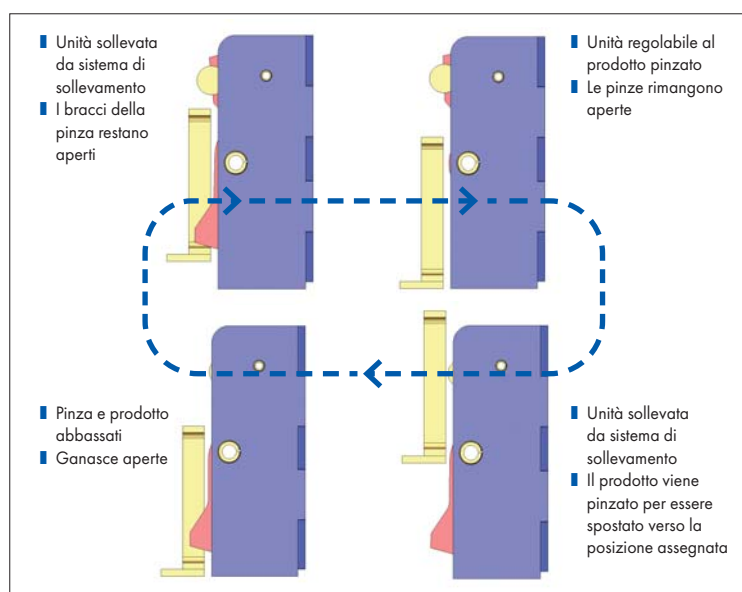 Unità sollevata
da sistema di
sollevamento
I bracci della
pinza restano
aperti
Unità regolabile al
prodotto pinzato
Le pinze rimangono
aperte
Pinza e prodotto
abbassati
Ganasce aperte
Unità sollevata
da sistema di
sollevamento
Il prodotto viene
pinzato per essere
spostato verso la
posizione assegnata